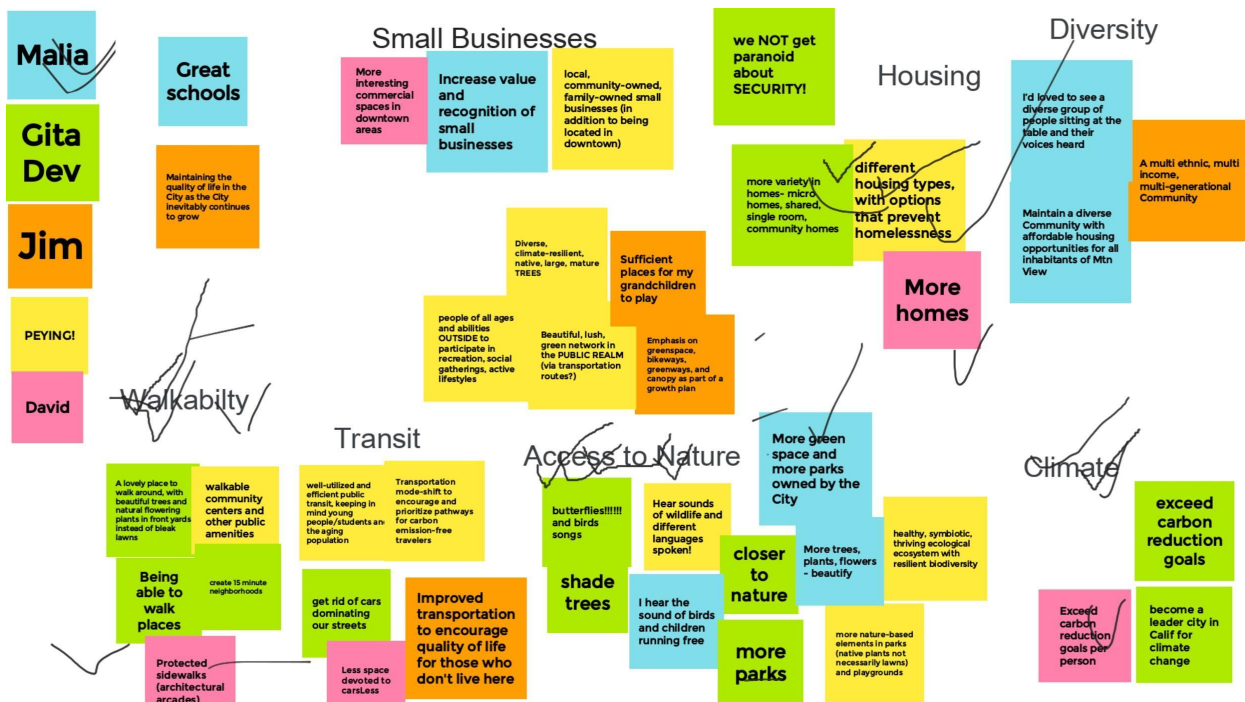 Malia
Gita
Dev
Jim
PEYING!
David
Great
schools
Maintaining the
quality of life in the
City as the City
inevitably continues
to grow
Small Businesses
More
interesting
commercial
spaces in
downtown
areas
Increase value
and
recognition of
small
businesses
local,
community-owned,
family-owned small
businesses (in
addition to being
located in
downtown)
we NOT get
paranoid
about
SECURITY!
Housing
more variety in
homes- micro
homes, shared,
single room,
community homes
different
housing types,
with options
that prevent
homelessness
More
homes
Diversity
I'd loved to see a
diverse group of
people sitting at the
table and their
voices heard
A multi ethnic, multi
income,
multi-generational
Community
Maintain a diverse
Community with
affordable housing
opportunities for all
inhabitants of Mtn
View
Diverse,
climate-resilient,
native, large, mature
TREES
Sufficient
places for my
grandchildren
to play
people of all ages
and abilities
OUTSIDE to
participate in
recreation, social
gatherings, active
lifestyles
Beautiful, lush,
green network in
the PUBLIC REALM
(via transportation
routes?)
Emphasis on
greenspace,
bikeways,
greenways, and
canopy as part of a
growth plan
Walkabilty
A lovely place to
walk around, with
beautiful trees and
natural flowering
plants in front yards
instead of bleak
lawns
walkable
community
centers and
other public
amenities
Being
able to
walk
places
create 15 minute
neighborhoods
Protected
sidewalks
(architectural
arcades)
Transit
well-utilized and
efficient public
transit, keeping in
mind young
people/students and
the aging
population
Transportation
mode-shift to
encourage and
prioritize pathways
for carbon
emission-free
travelers
get rid of cars
dominating
our streets
Less space
devoted to
carsLess
Improved
transportation
to encourage
quality of life
for those who
don't live here
Access to Nature
butterflies!!!!!!
and birds
songs
Hear sounds
of wildlife and
different
languages
spoken!
shade
trees
I hear the
sound of birds
and children
running free
closer
to
nature
more
parks
More green
space and
more parks
owned by the
City
More trees,
plants, flowers
- beautify
healthy, symbiotic,
thriving ecological
ecosystem with
resilient biodiversity
more nature-based
elements in parks
(native plants not
necessarily lawns)
and playgrounds
Climate
exceed
carbon
reduction
goals
Exceed
carbon
reduction
goals per
person
become a
leader city in
Calif for
climate
change